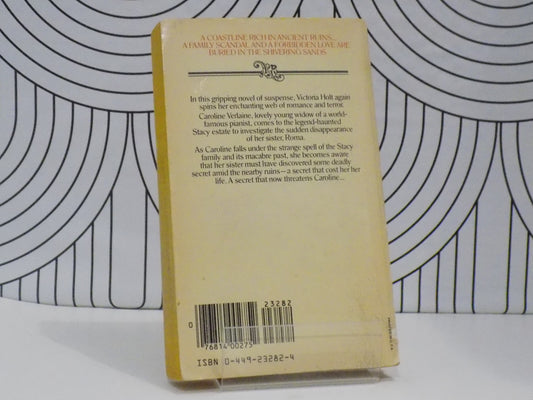 A COASTLINE RICH IN ANCIENT RUINS...
A FAMILY SCANDAL AND A FORBIDDEN LOVE ARE
BURIED IN THE SHIVERING SANDS
In this gripping novel of suspense, Victoria Holt again
spins her enchanting web of romance and terror.
Caroline Verlaine, lovely young widow of a world-
famous pianist, comes to the legend-haunted
Stacy estate to investigate the sudden disappearance
of her sister, Roma.
As Caroline falls under the strange spell of the Stacy
family and its macabre past, she becomes aware
that her sister must have discovered some deadly
secret amid the nearby ruins—a secret that cost her her
life. A secret that now threatens Caroline...
23282
0
76814 00275
ISBN 0-449-23282-4